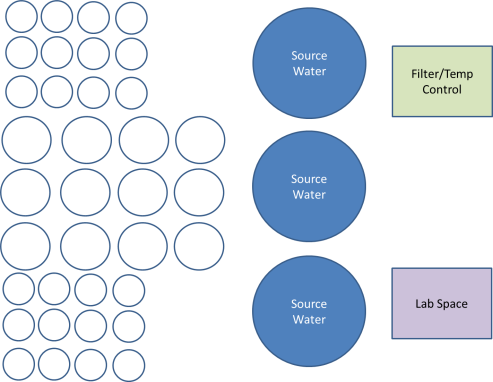 Source
Water
Filter/Temp
Control
Source
Water
Source
Water
Lab Space